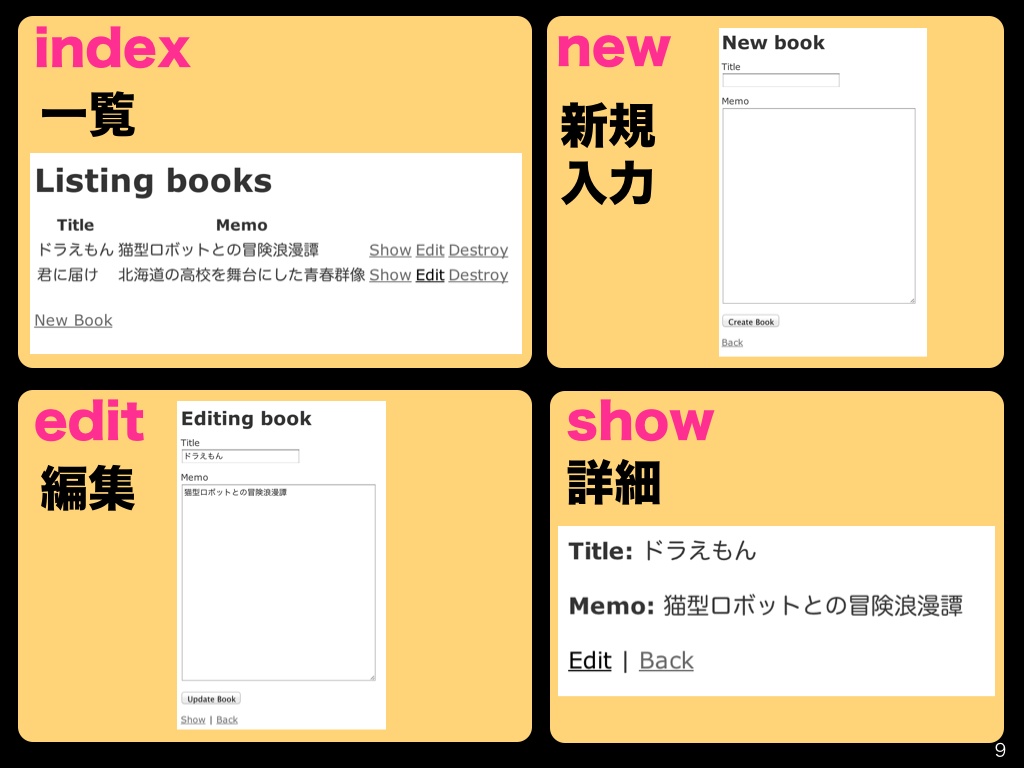 index
一覧
Listing books
Title Memo
ドラえもん 猫型ロボットとの冒険浪漫譚 Show Edit Destroy
君に届け 北海道の高校を舞台にした青春群像 Show Edit Destroy
New Book
new
新規
入力
New book
Title
Memo
Create Book
Back
edit
編集
Editing book
Title
ドラえもん
Memo
猫型ロボットとの冒険浪漫譚
Update Book
Show | Back
show
詳細
Title: ドラえもん
Memo: 猫型ロボットとの冒険浪漫譚
Edit | Back
9